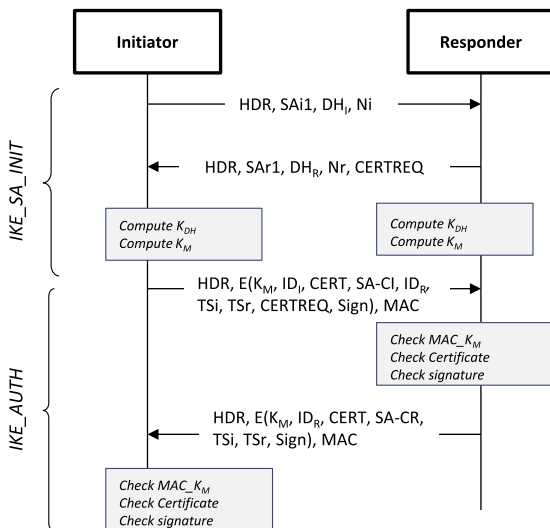 Initiator
Responder
IKE_SA_INIT
HDR, SAi1, DH_I, Ni
HDR, SAr1, DH_R, Nr, CERTREQ
Compute K_DH
Compute K_M
Compute K_DH
Compute K_M
IKE_AUTH
HDR, E(K_M, ID_I, CERT, SA-CI, ID_R,
TSi, TSr, CERTREQ, Sign), MAC
Check MAC_K_M
Check Certificate
Check signature
HDR, E(K_M, ID_R, CERT, SA-CR,
TSi, TSr, Sign), MAC
Check MAC_K_M
Check Certificate
Check signature